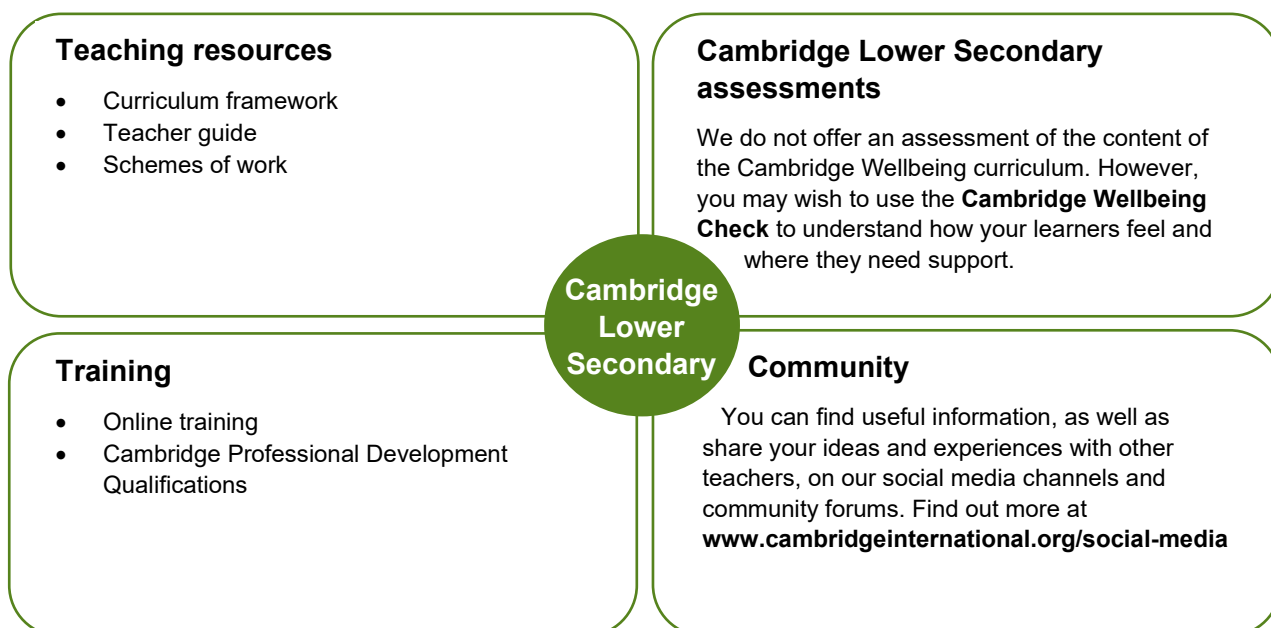 Teaching resources
• Curriculum framework
• Teacher guide
• Schemes of work
Cambridge Lower Secondary
assessments
We do not offer an assessment of the content of
the Cambridge Wellbeing curriculum. However,
you may wish to use the Cambridge Wellbeing
Check to understand how your learners feel and
where they need support.
Cambridge
Lower
Secondary
Training
• Online training
• Cambridge Professional Development
Qualifications
Community
You can find useful information, as well as
share your ideas and experiences with other
teachers, on our social media channels and
community forums. Find out more at
www.cambridgeinternational.org/social-media